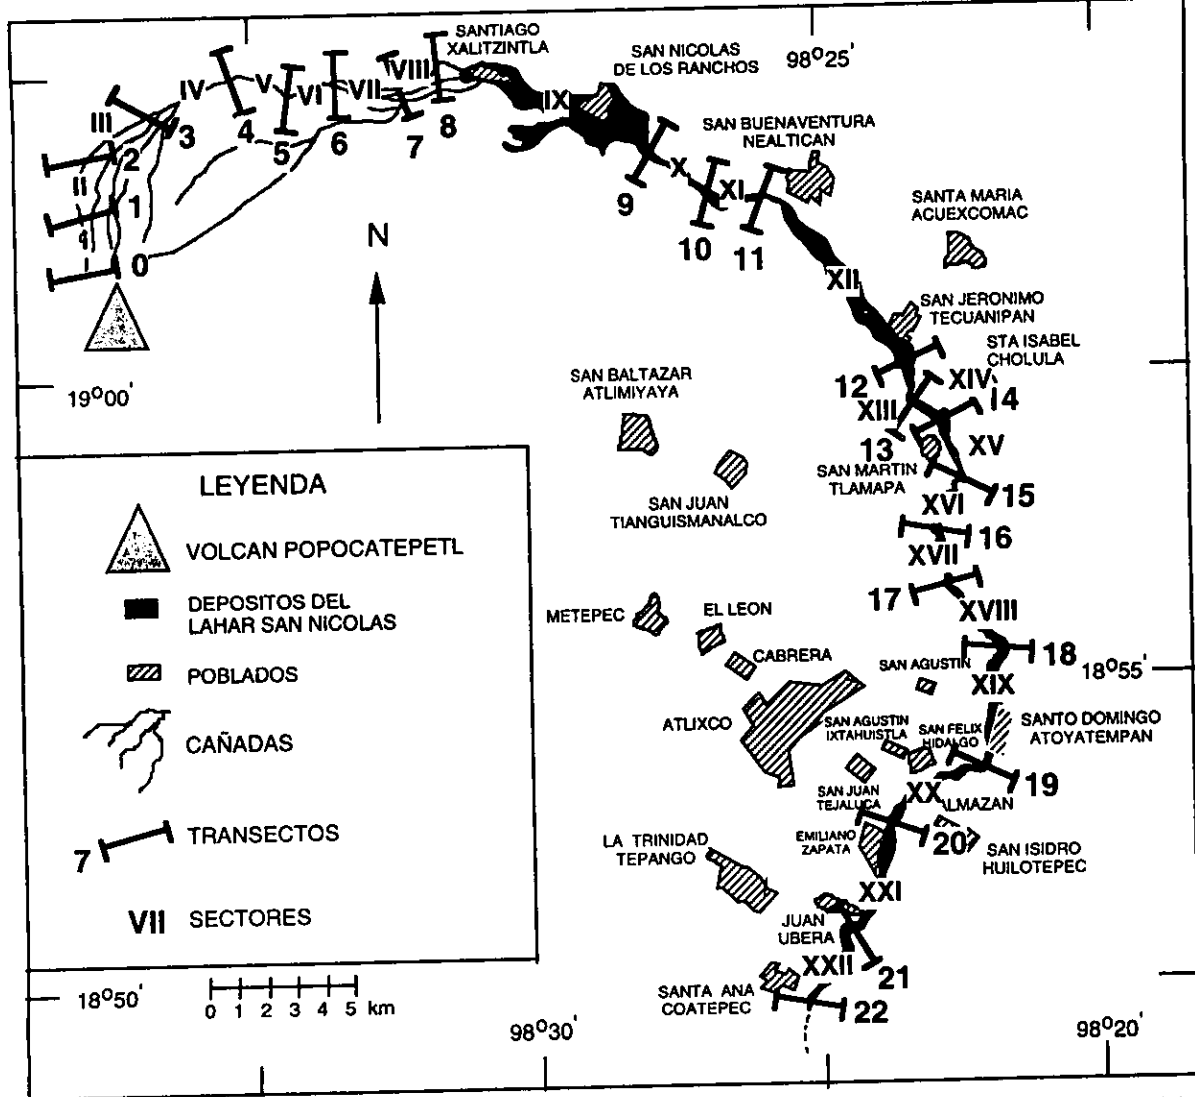 SANTIAGO
XALITZINTLA
SAN NICOLAS
DE LOS RANCHOS
98°25'
VIII
IV
V
VI
VII
IX
III
3
4
5
6
7
8
SAN BUENAVENTURA
NEALTICAN
2
II
X
XI
9
10
11
1
I
0
SANTA MARIA
ACUEXCOMAC
N
XII
SAN JERONIMO
TECUANIPAN
STA ISABEL
CHOLULA
19°00'
SAN BALTAZAR
ATLIMIYAYA
12
XIV
14
XIII
13
XV
SAN MARTIN
TLAMAPA
15
SAN JUAN
TIANGUISMANALCO
XVI
16
XVII
17
XVIII
METEPEC
EL LEON
CABRERA
18
18°55'
SAN AGUSTIN
XIX
ATLIXCO
SAN AGUSTIN
IXTAHUISTLA
SAN FELIX
HIDALGO
SANTO DOMINGO
ATOYATEMPAN
19
SAN JUAN
TEJALUCA
XX
ALMAZAN
20
EMILIANO
ZAPATA
SAN ISIDRO
HUILOTEPEC
LA TRINIDAD
TEPANGO
XXI
JUAN
UBERA
XXII
21
SANTA ANA
COATEPEC
22
LEYENDA
VOLCAN POPOCATEPETL
DEPOSITOS DEL
LAHAR SAN NICOLAS
POBLADOS
CAÑADAS
7 TRANSECTOS
VII SECTORES
18°50'
0 1 2 3 4 5 km
98°30'
98°20'